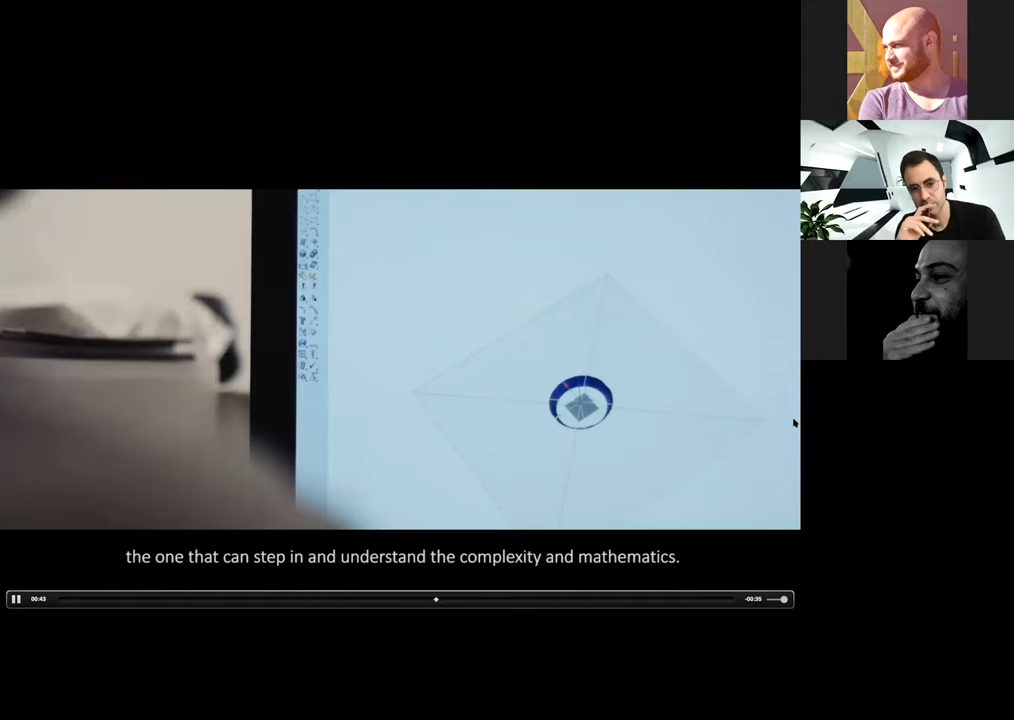 the one that can step in and understand the complexity and mathematics.
00:43
-00:35